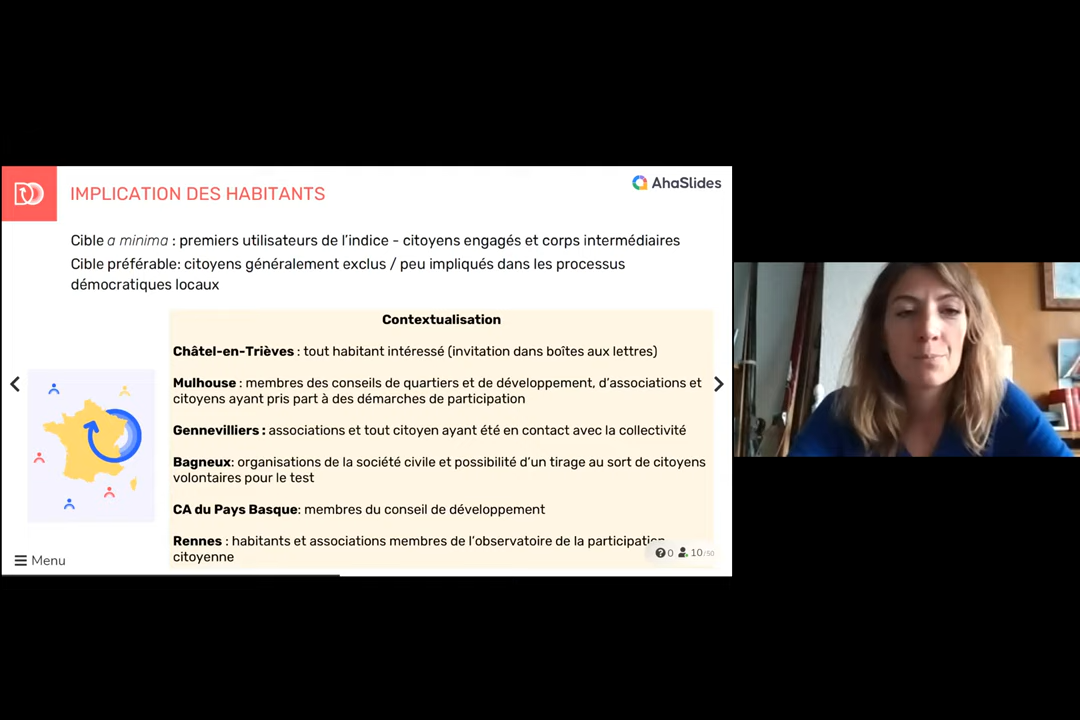 IMPLICATION DES HABITANTS
AhaSlides
Cible a minima : premiers utilisateurs de l'indice - citoyens engagés et corps intermédiaires
Cible préférable: citoyens généralement exclus / peu impliqués dans les processus
démocratiques locaux
Contextualisation
Châtel-en-Trièves : tout habitant intéressé (invitation dans boîtes aux lettres)
Mulhouse : membres des conseils de quartiers et de développement, d'associations et
citoyens ayant pris part à des démarches de participation
Gennevilliers : associations et tout citoyen ayant été en contact avec la collectivité
Bagneux: organisations de la société civile et possibilité d'un tirage au sort de citoyens
volontaires pour le test
CA du Pays Basque: membres du conseil de développement
Rennes : habitants et associations membres de l'observatoire de la participation
citoyenne
0 10/50
Menu